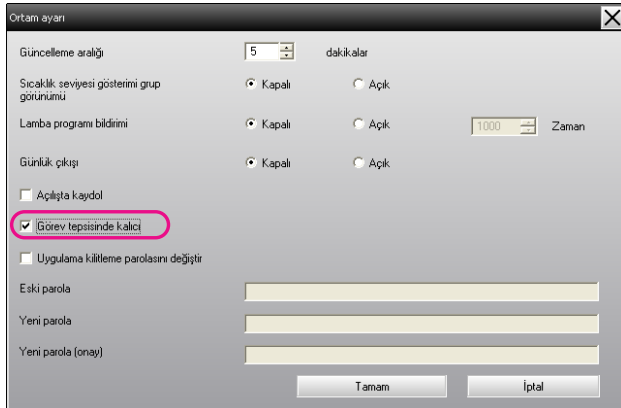 Ortam ayarı
Güncelleme aralığı 5 dakikalar
Sıcaklık seviyesi gösterimi grup
görünümü Kapalı Açık
Lamba programı bildirimi Kapalı Açık 1000 Zaman
Günlük çıkışı Kapalı Açık
Açılışta kaydol
Görev tepsisinde kalıcı
Uygulama kilitleme parolasını değiştir
Eski parola
Yeni parola
Yeni parola (onay)
Tamam İptal